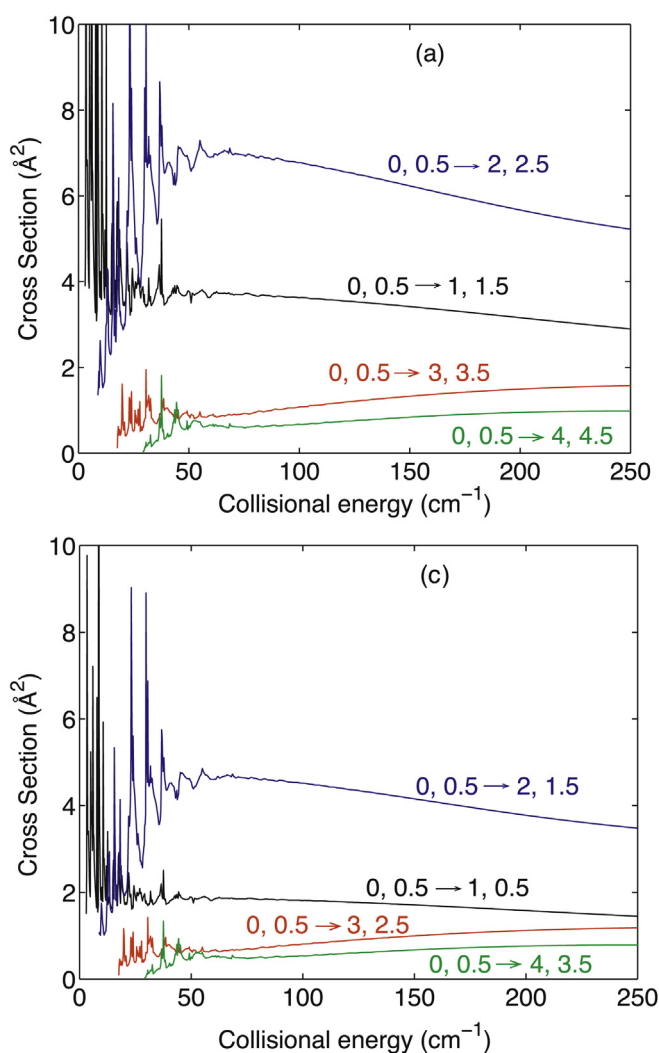 (a)
10
8
6
4
2
0
Cross Section (Å²)
0, 0.5 → 2, 2.5
0, 0.5 → 1, 1.5
0, 0.5 → 3, 3.5
0, 0.5 → 4, 4.5
0 50 100 150 200 250
Collisional energy (cm⁻¹)
(c)
10
8
6
4
2
0
Cross Section (Å²)
0, 0.5 → 2, 1.5
0, 0.5 → 1, 0.5
0, 0.5 → 3, 2.5
0, 0.5 → 4, 3.5
0 50 100 150 200 250
Collisional energy (cm⁻¹)